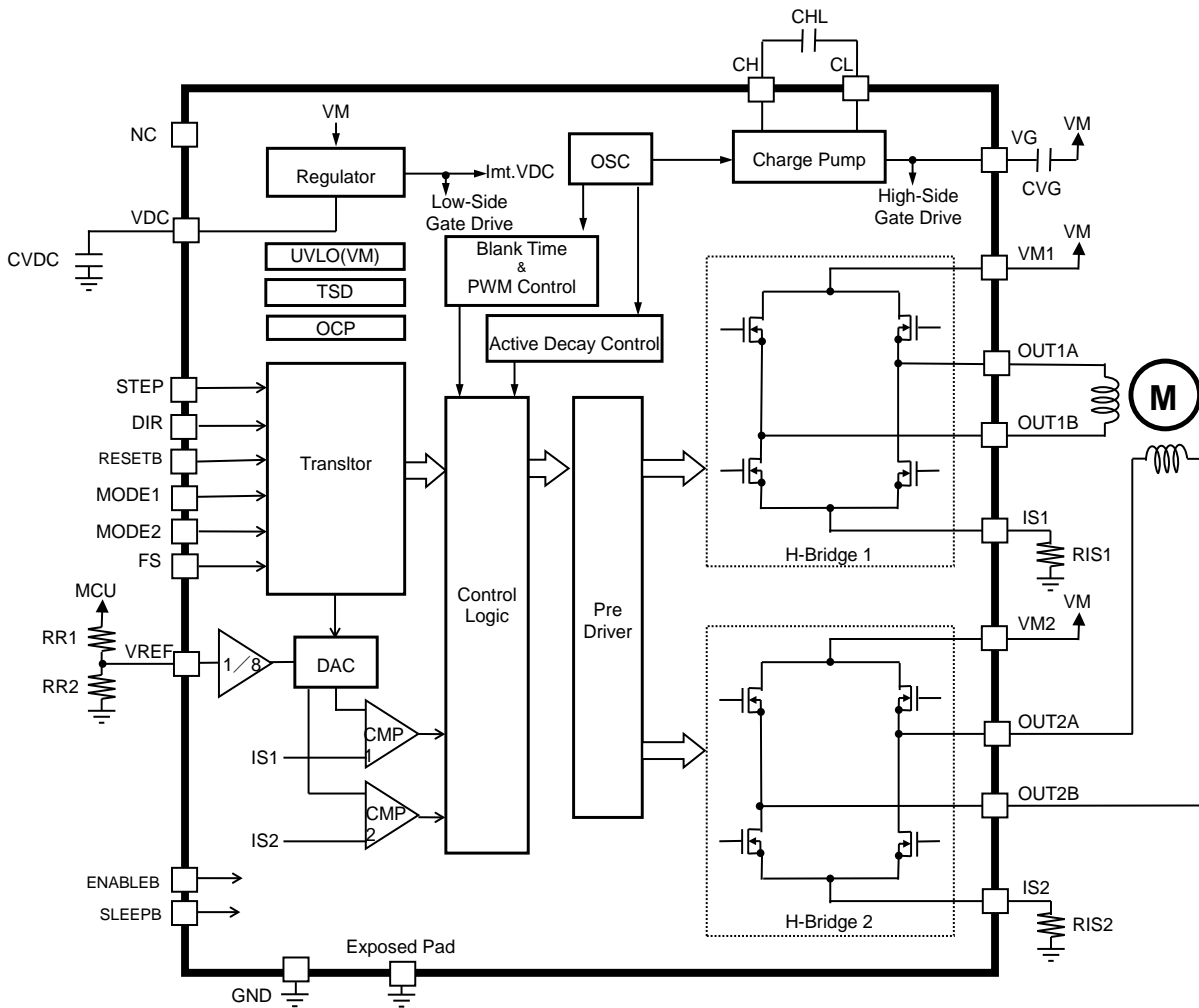 CHL
CH
CL
NC
VM
VG
VM
OSC
Charge Pump
Regulator
Imt.VDC
CVG
Low-Side
Gate Drive
High-Side
Gate Drive
VDC
CVDC
UVLO(VM)
Blank Time
&
PWM Control
VM
VM1
TSD
OCP
Active Decay Control
OUT1A
STEP
DIR
M
OUT1B
RESETB
Transltor
MODE1
MODE2
IS1
FS
H-Bridge 1
RIS1
MCU
Control
Logic
Pre
Driver
VM
RR1
VM2
VREF
1/8
DAC
RR2
CMP
1
OUT2A
IS1
OUT2B
CMP
2
IS2
ENABLEB
IS2
SLEEPB
H-Bridge 2
RIS2
Exposed Pad
GND